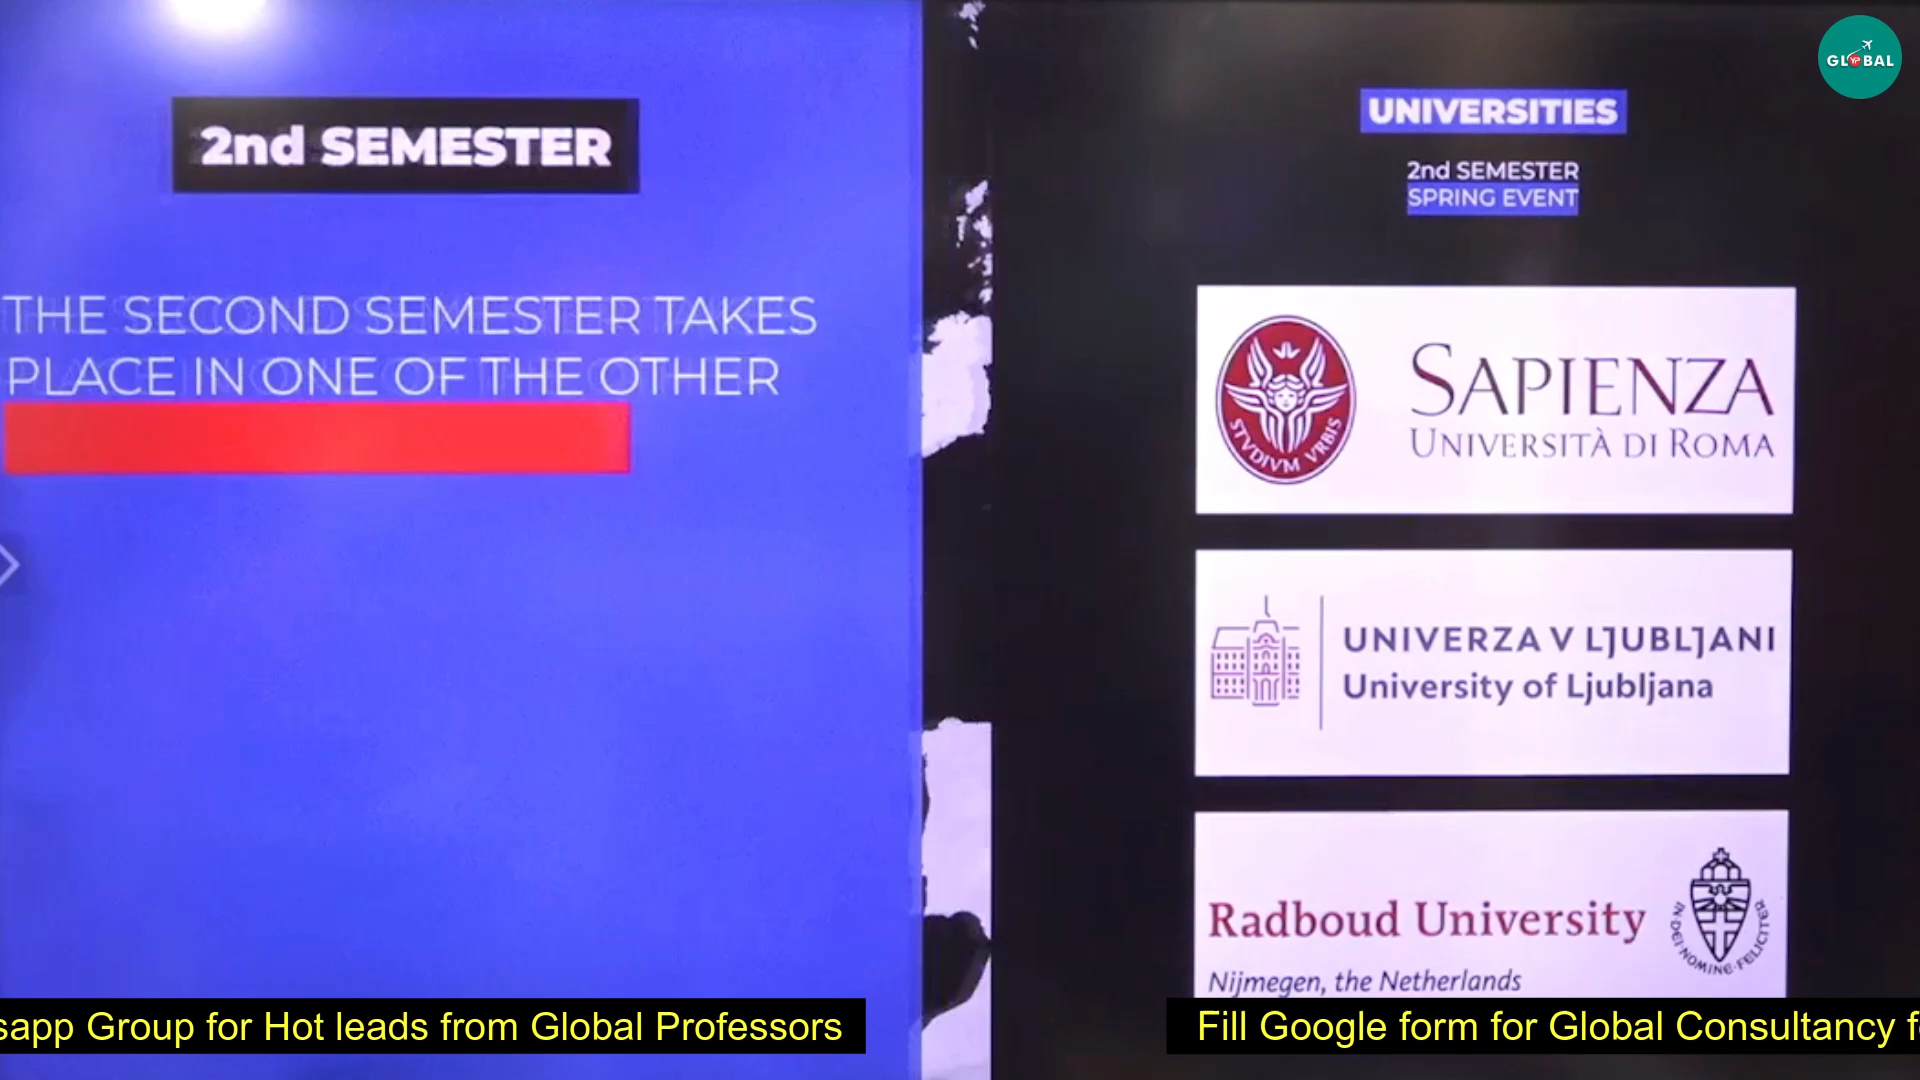 2nd SEMESTER
THE SECOND SEMESTER TAKES
PLACE IN ONE OF THE OTHER
UNIVERSITIES
2nd SEMESTER
SPRING EVENT
SAPIENZA
UNIVERSITÀ DI ROMA
STVDIVM VRBIS
UNIVERZA V LJUBLJANI
University of Ljubljana
Radboud University
Nijmegen, the Netherlands
IN·DEI·NOMINE·FELICITER
GLOBAL
YP
sapp Group for Hot leads from Global Professors
Fill Google form for Global Consultancy f